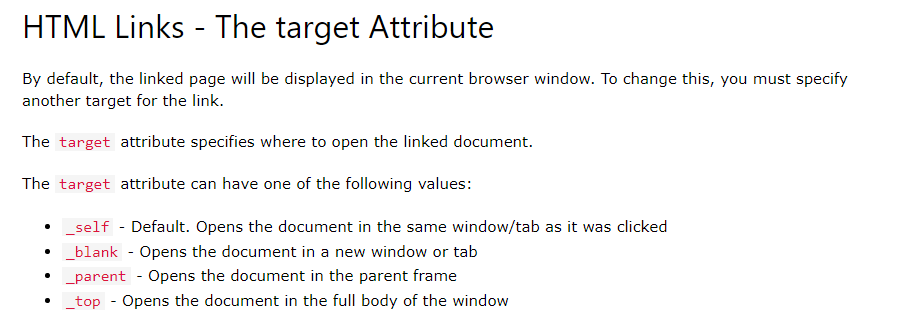 HTML Links - The target Attribute
By default, the linked page will be displayed in the current browser window. To change this, you must specify
another target for the link.
The target attribute specifies where to open the linked document.
The target attribute can have one of the following values:
• _self - Default. Opens the document in the same window/tab as it was clicked
• _blank - Opens the document in a new window or tab
• _parent - Opens the document in the parent frame
• _top - Opens the document in the full body of the window